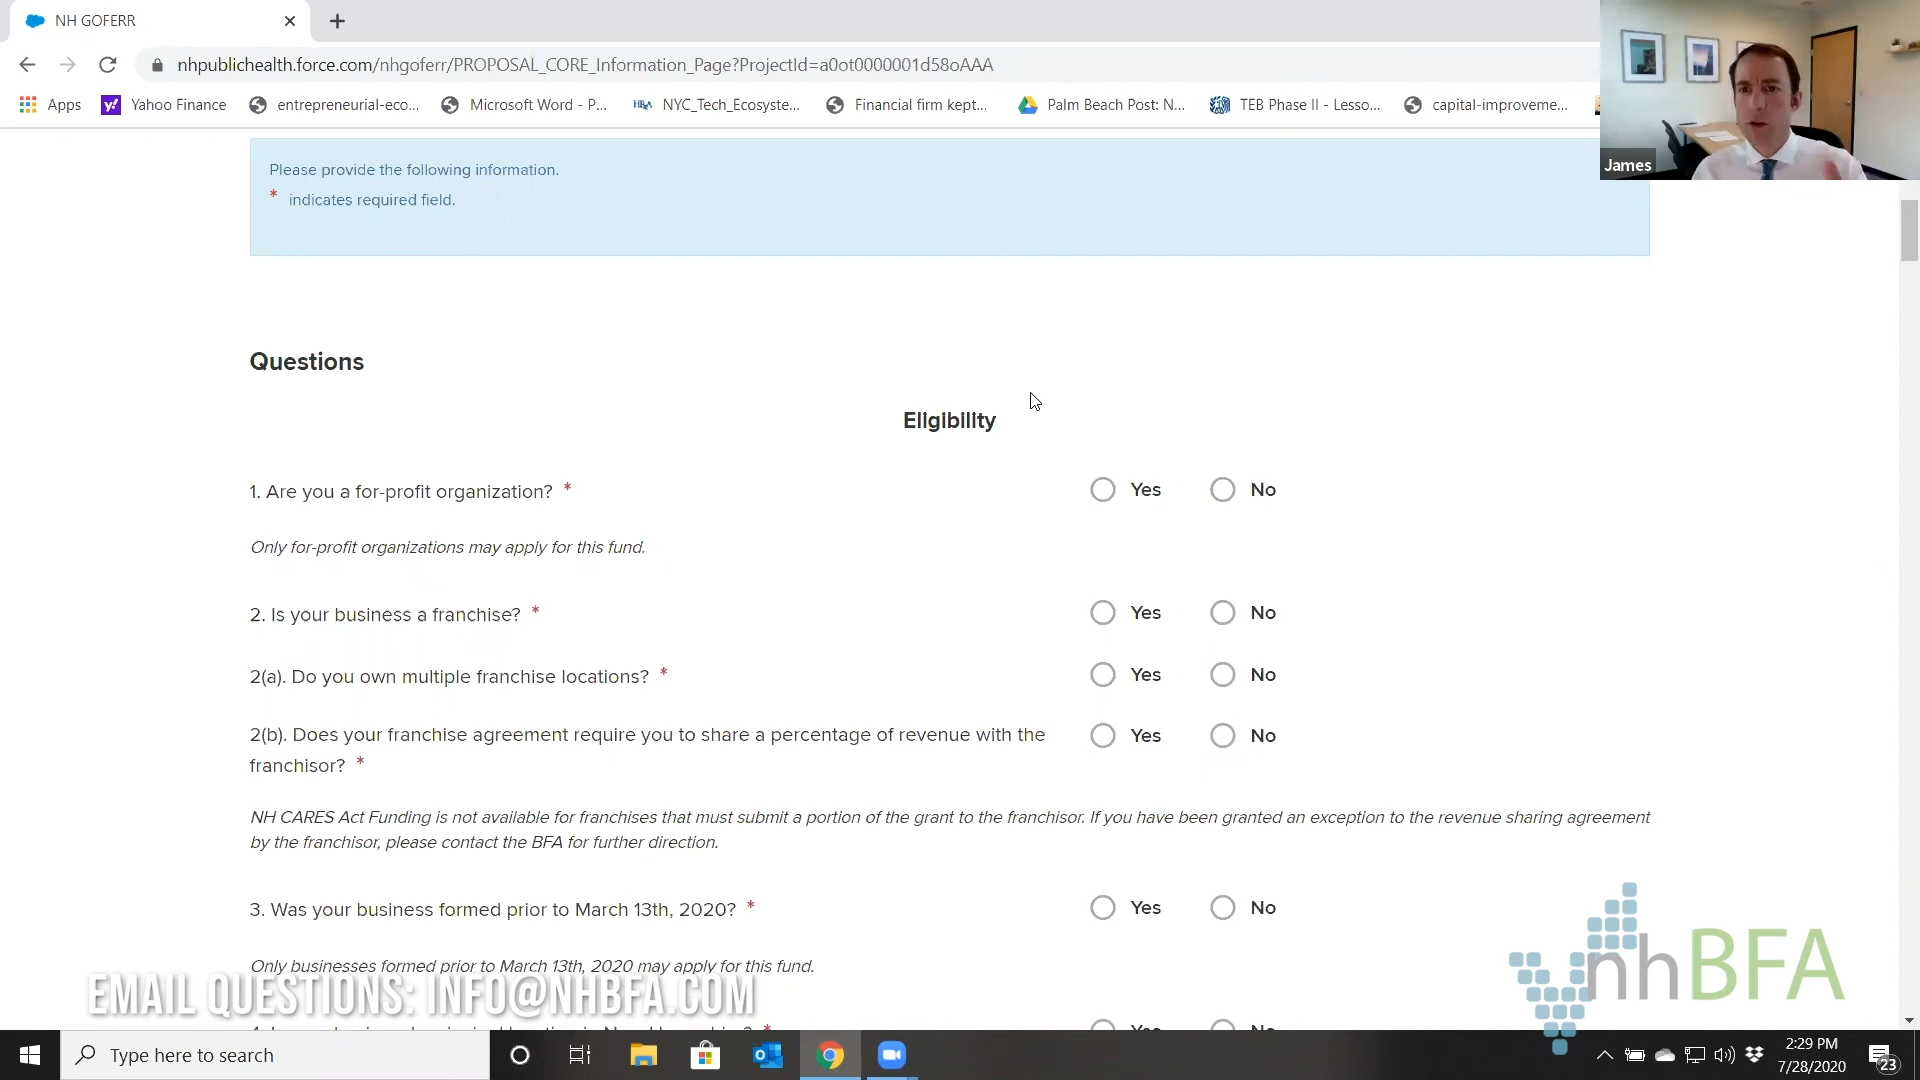 NH GOFERR
nhpublichealth.force.com/nhgoferr/PROPOSAL_CORE_Information_Page?ProjectId=a0ot0000001d58oAAA
Apps Yahoo Finance entrepreneurial-eco... Microsoft Word - P... NYC_Tech_Ecosyste... Financial firm kept... Palm Beach Post: N... TEB Phase II - Lesso... capital-improveme...
James
Please provide the following information.
* indicates required field.
Questions
Eligibility
1. Are you a for-profit organization? * Yes No
Only for-profit organizations may apply for this fund.
2. Is your business a franchise? * Yes No
2(a). Do you own multiple franchise locations? * Yes No
2(b). Does your franchise agreement require you to share a percentage of revenue with the Yes No
franchisor? *
NH CARES Act Funding is not available for franchises that must submit a portion of the grant to the franchisor. If you have been granted an exception to the revenue sharing agreement
by the franchisor, please contact the BFA for further direction.
3. Was your business formed prior to March 13th, 2020? * Yes No
Only businesses formed prior to March 13th, 2020 may apply for this fund.
EMAIL QUESTIONS: INFO@NHBFA.COM
nhBFA
Yes No
Type here to search
2:29 PM
7/28/2020
23